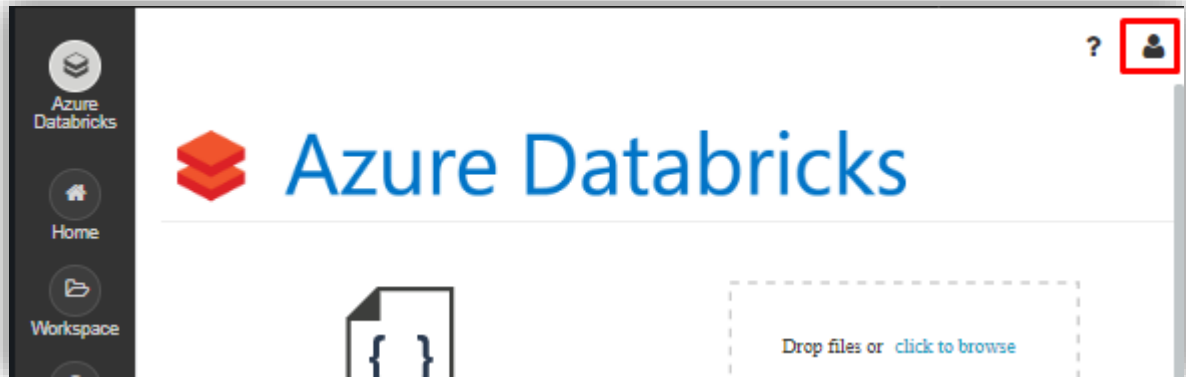 ?
Azure
Databricks
Azure Databricks
Home
Workspace
{ }
Drop files or click to browse